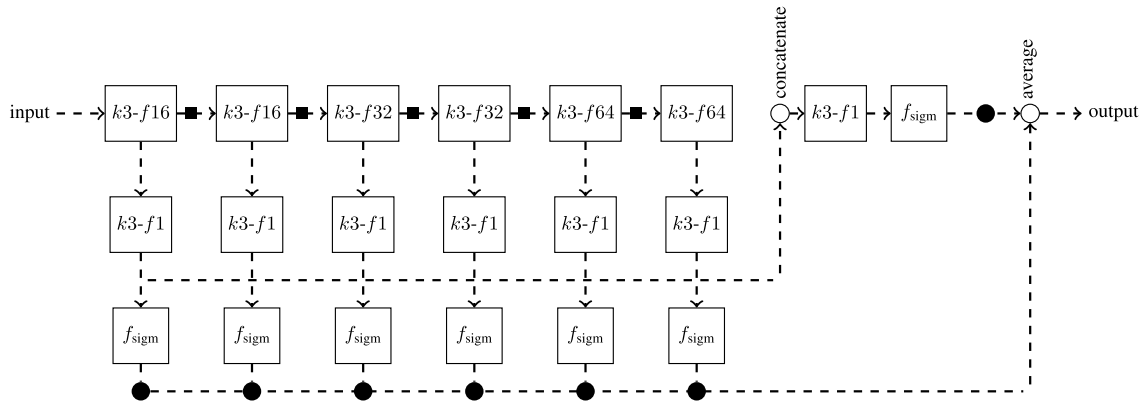 concatenate
average
input k3-f16 k3-f16 k3-f32 k3-f32 k3-f64 k3-f64 k3-f1 f_sigm output
k3-f1 k3-f1 k3-f1 k3-f1 k3-f1 k3-f1
f_sigm f_sigm f_sigm f_sigm f_sigm f_sigm